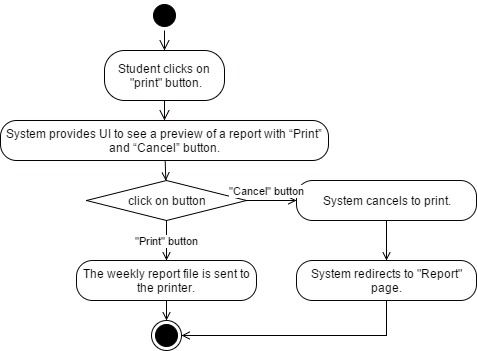 Student clicks on
"print" button.
System provides UI to see a preview of a report with “Print”
and “Cancel” button.
click on button
"Cancel" button
System cancels to print.
"Print" button
The weekly report file is sent to
the printer.
System redirects to "Report"
page.